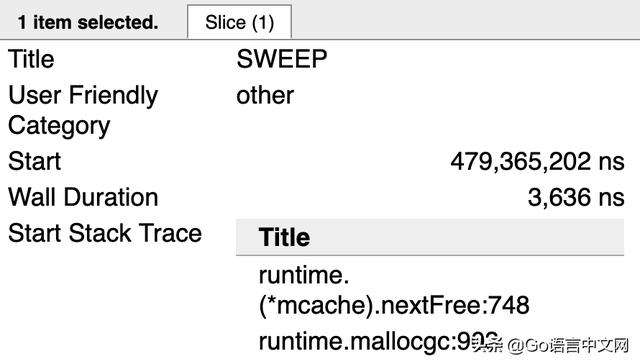 1 item selected. Slice (1)
Title SWEEP
User Friendly other
Category
Start 479,365,202 ns
Wall Duration 3,636 ns
Start Stack Trace Title
runtime.
(*mcache).nextFree:748
runtime.mallocgc:
头条 @Go语言中文网